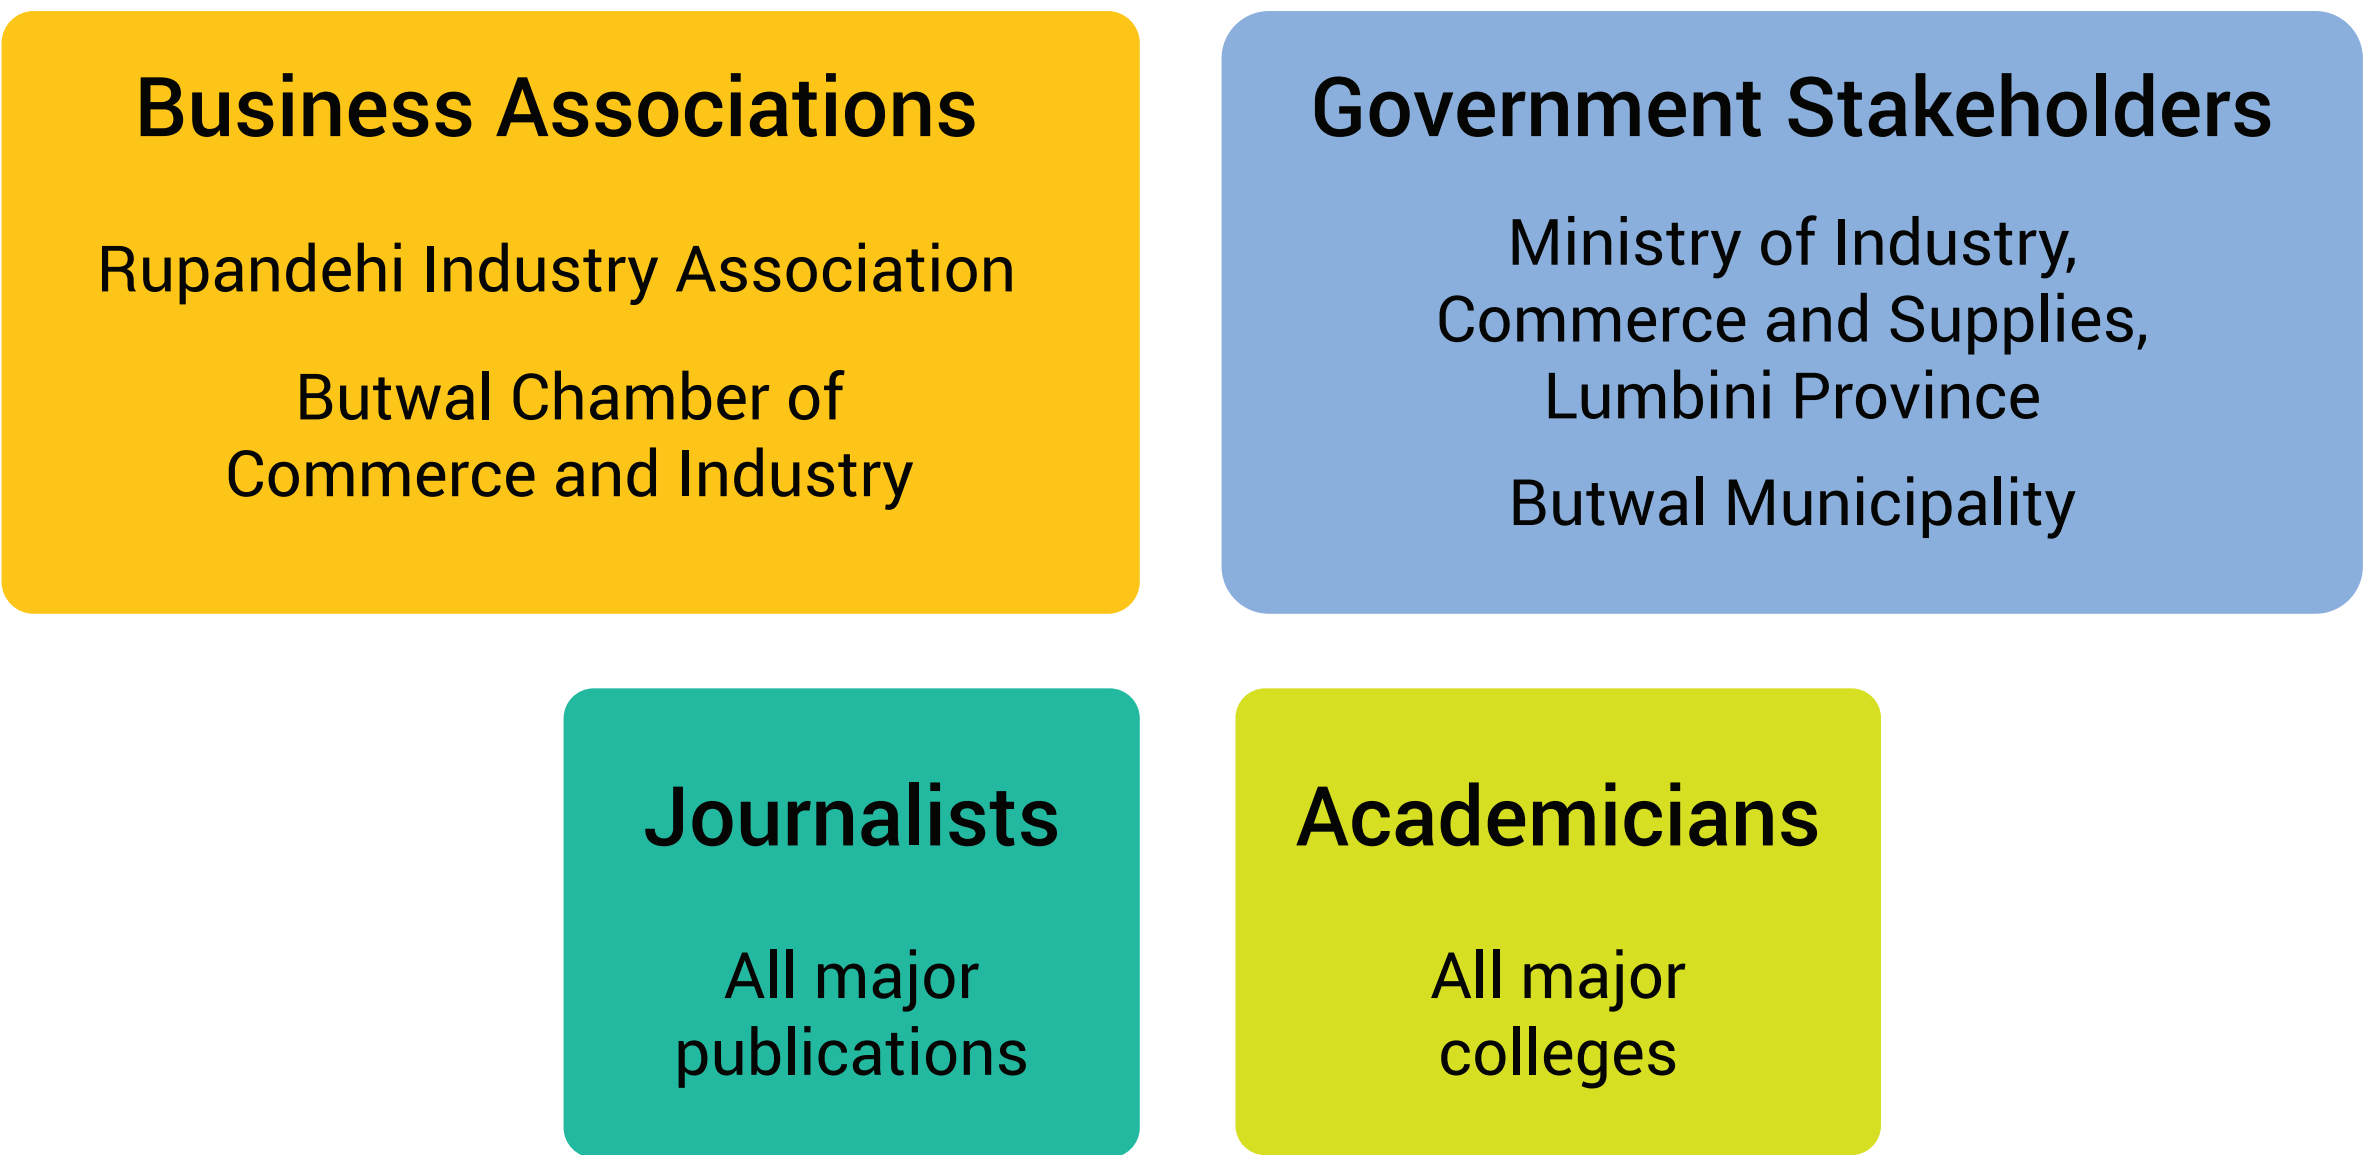 Business Associations
Rupandehi Industry Association
Butwal Chamber of
Commerce and Industry
Government Stakeholders
Ministry of Industry,
Commerce and Supplies,
Lumbini Province
Butwal Municipality
Journalists
All major
publications
Academicians
All major
colleges